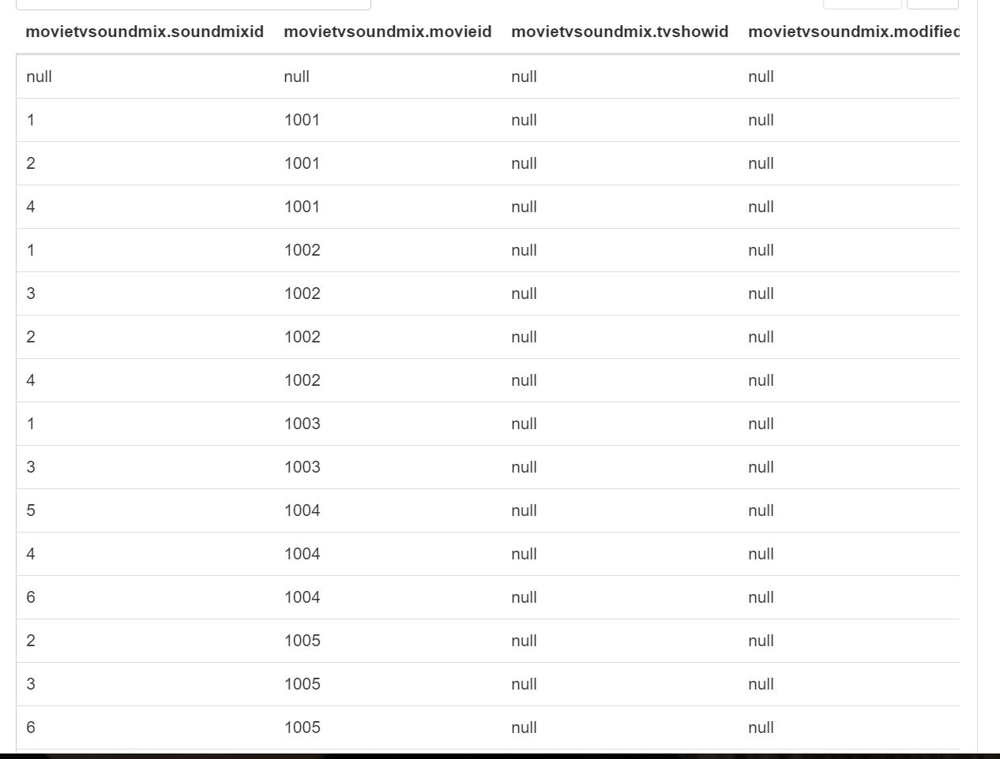 movietvsoundmix.soundmixid movietvsoundmix.movieid movietvsoundmix.tvshowid movietvsoundmix.modified
null null null null
1 1001 null null
2 1001 null null
4 1001 null null
1 1002 null null
3 1002 null null
2 1002 null null
4 1002 null null
1 1003 null null
3 1003 null null
5 1004 null null
4 1004 null null
6 1004 null null
2 1005 null null
3 1005 null null
6 1005 null null